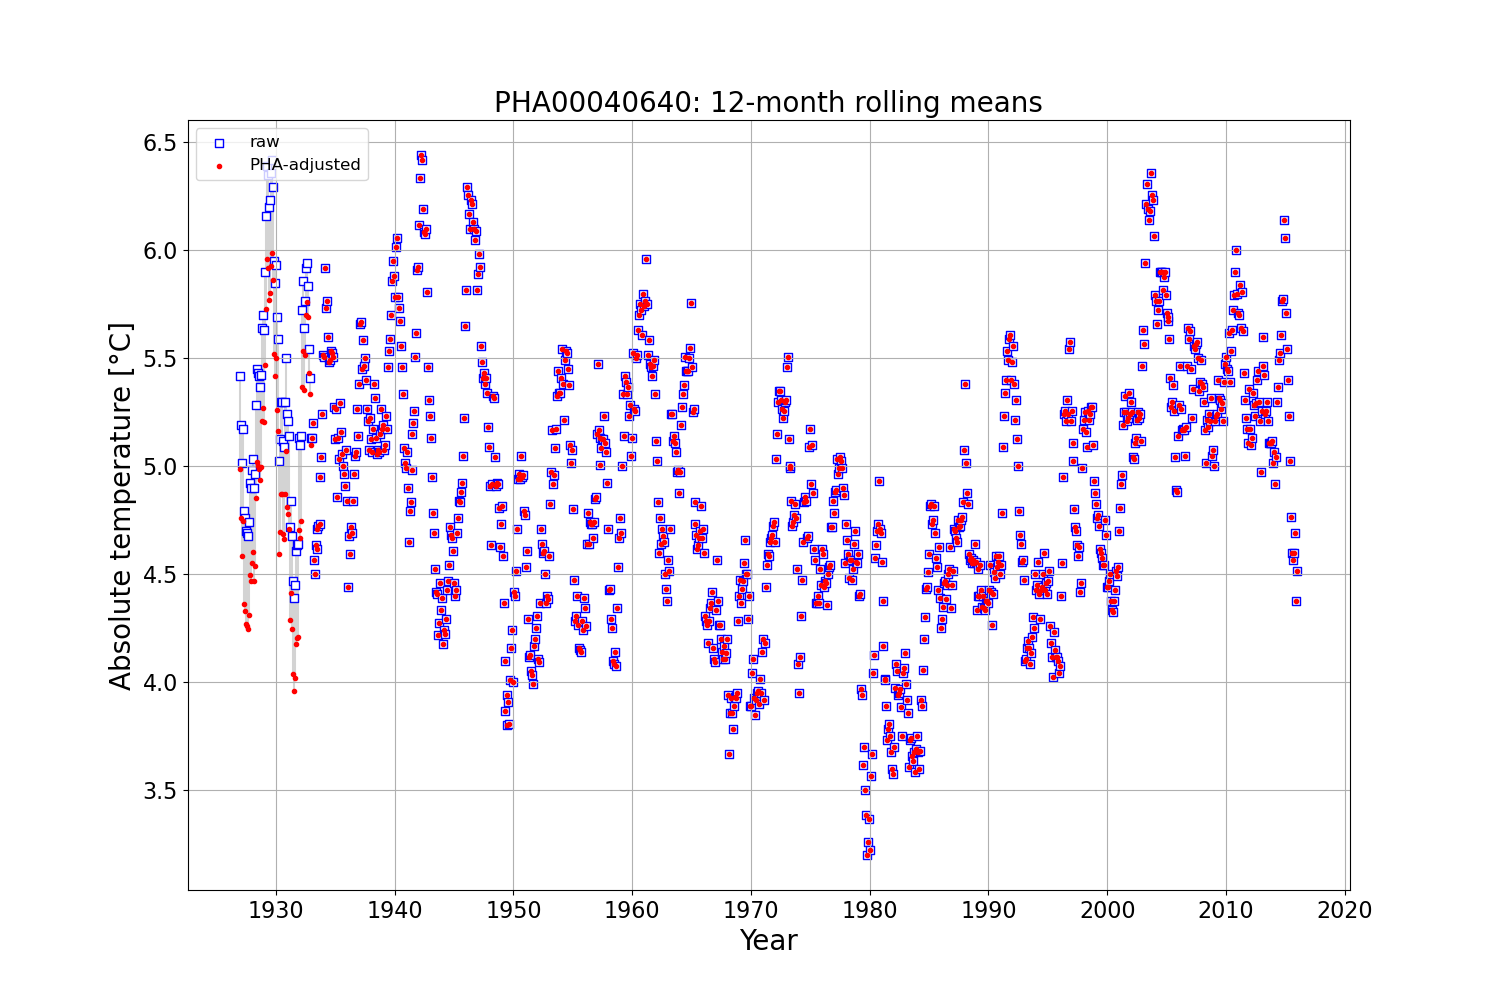 PHA00040640: 12-month rolling means
raw
PHA-adjusted
Absolute temperature [°C]
6.5
6.0
5.5
5.0
4.5
4.0
3.5
1930 1940 1950 1960 1970 1980 1990 2000 2010 2020
Year